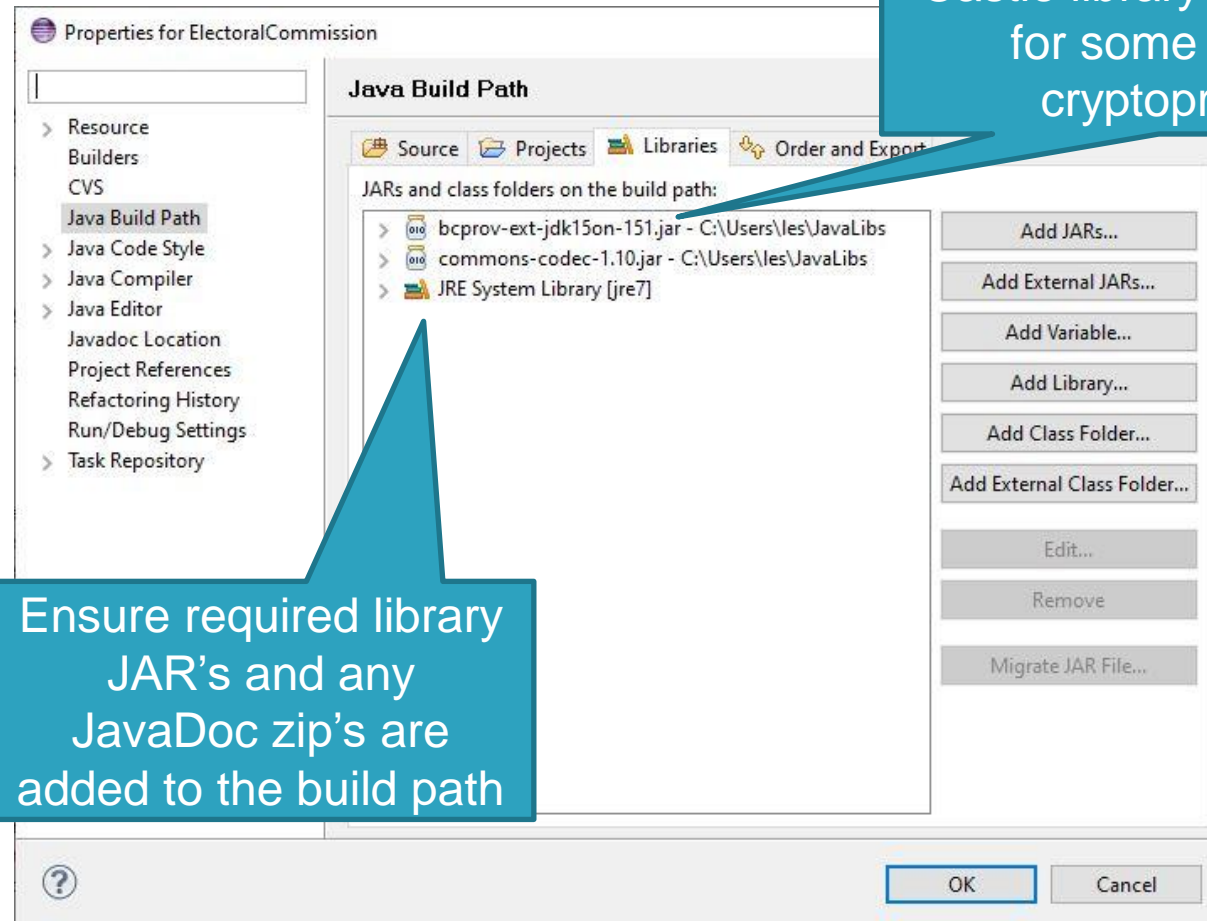 Properties for ElectoralCommission
library
for some
Java Build Path
Resource
Builders
CVS
Java Build Path
Java Code Style
Java Compiler
Java Editor
Javadoc Location
Project References
Refactoring History
Run/Debug Settings
Task Repository
Source Projects Libraries Order and Export
JARs and class folders on the build path:
bcprov-ext-jdk15on-151.jar - C:\Users\les\JavaLibs
commons-codec-1.10.jar - C:\Users\les\JavaLibs
JRE System Library [jre7]
Add JARs...
Add External JARs...
Add Variable...
Add Library...
Add Class Folder...
Add External Class Folder...
Edit...
Remove
Migrate JAR File...
Ensure required library
JAR’s and any
JavaDoc zip’s are
added to the build path
OK
Cancel